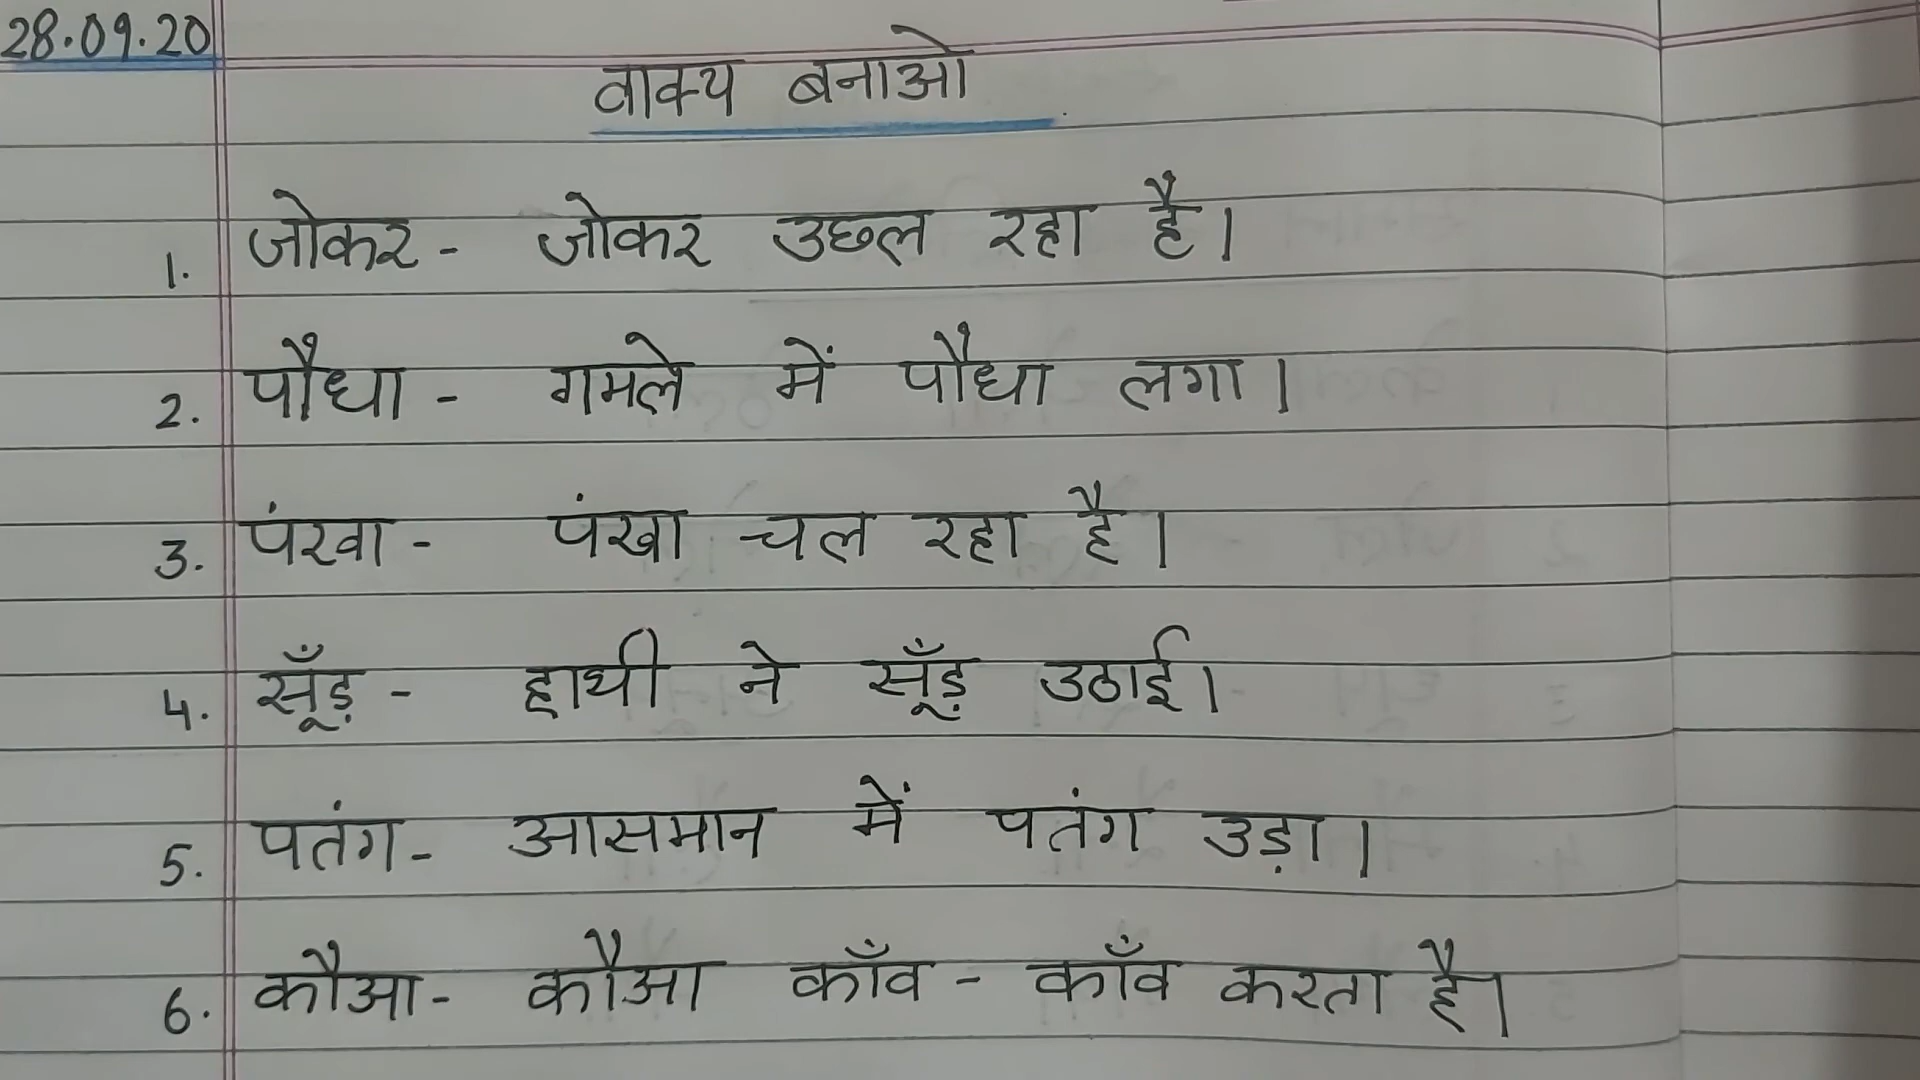 28.09.20
वाक्य बनाओ
1. जोकर - जोकर उछल रहा है।
2. पौधा - गमले में पौधा लगा।
3. पंखा - पंखा चल रहा है।
4. सूँड़ - हाथी ने सूँड़ उठाई।
5. पतंग - आसमान में पतंग उड़ा।
6. कौआ - कौआ काँव - काँव करता है।